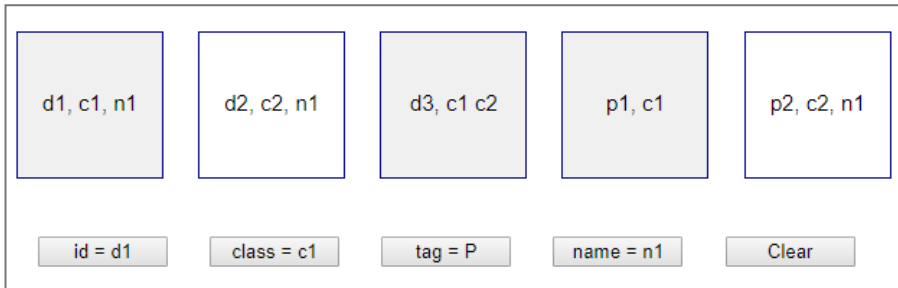 d1, c1, n1
d2, c2, n1
d3, c1 c2
p1, c1
p2, c2, n1
id = d1
class = c1
tag = P
name = n1
Clear